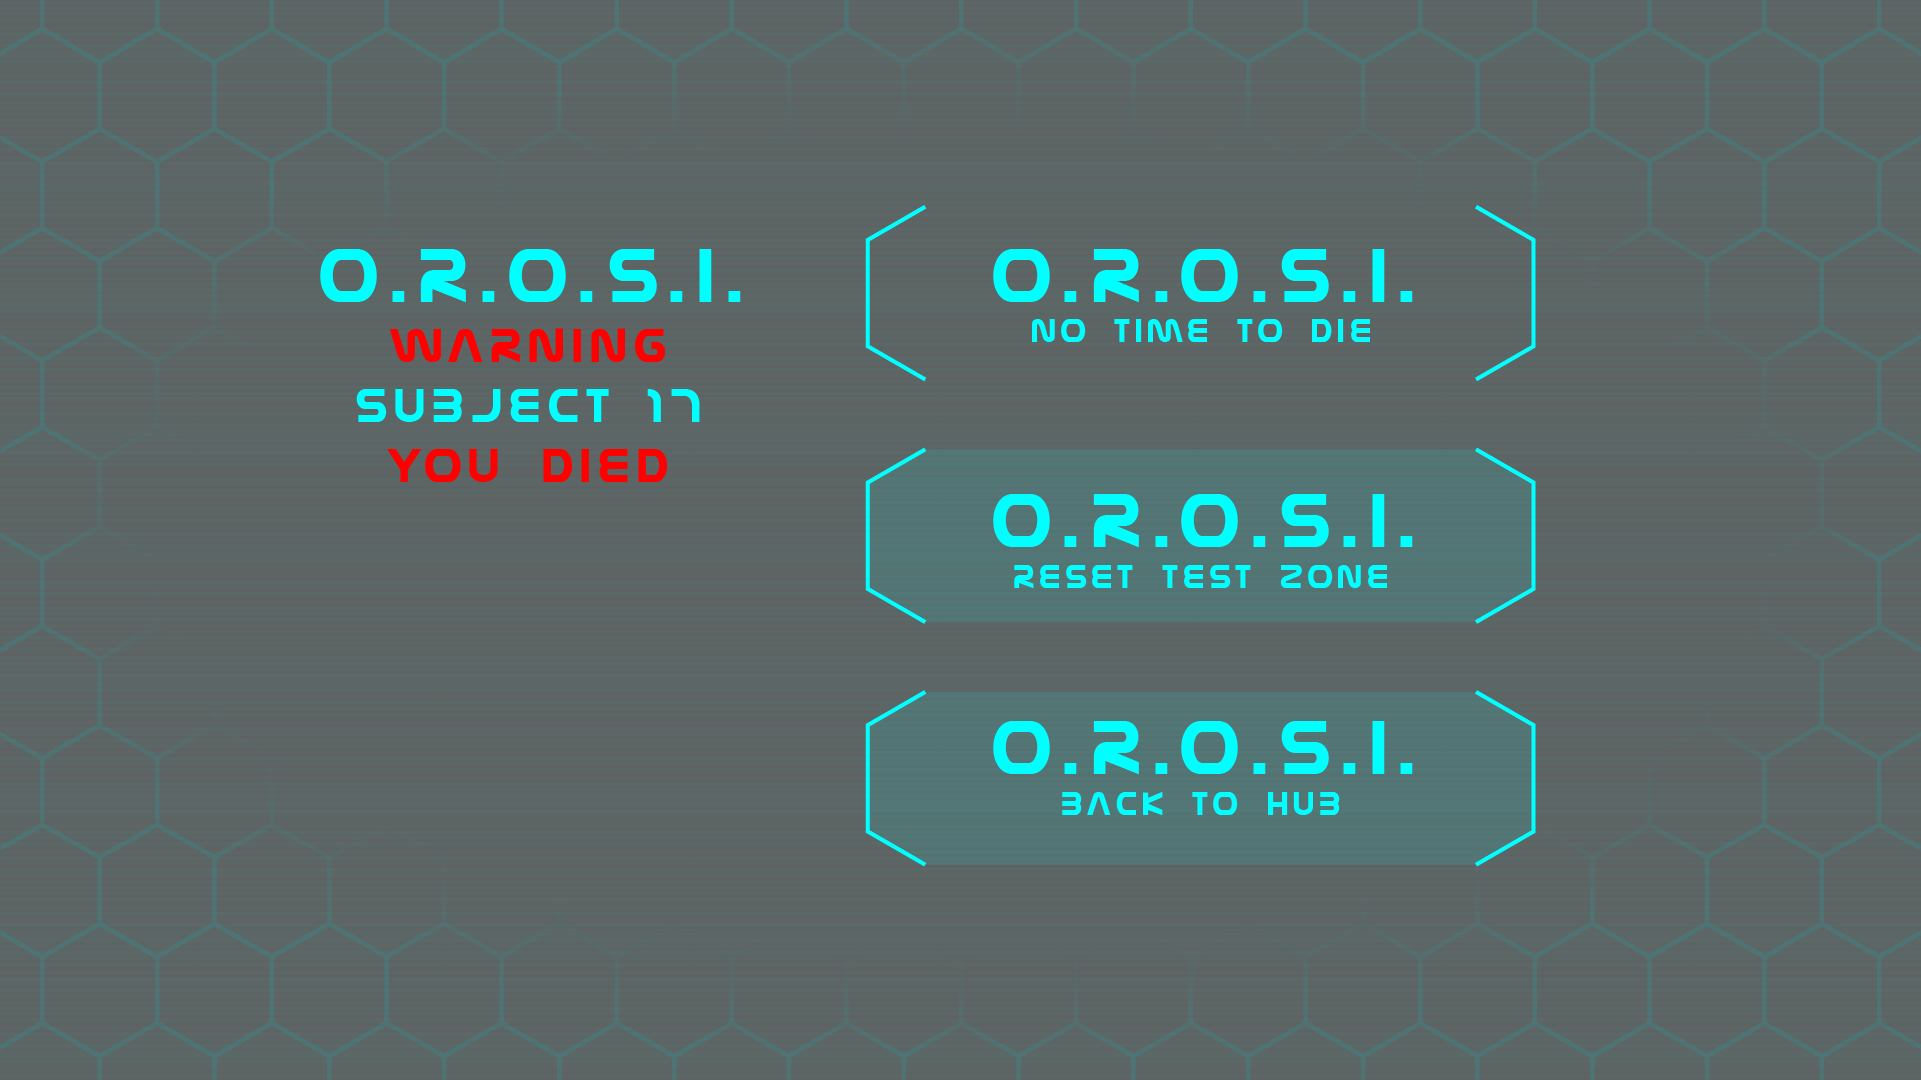 O.R.O.S.I.
WARNING
SUBJECT 17
YOU DIED
O.R.O.S.I.
NO TIME TO DIE
O.R.O.S.I.
RESET TEST ZONE
O.R.O.S.I.
BACK TO HUB